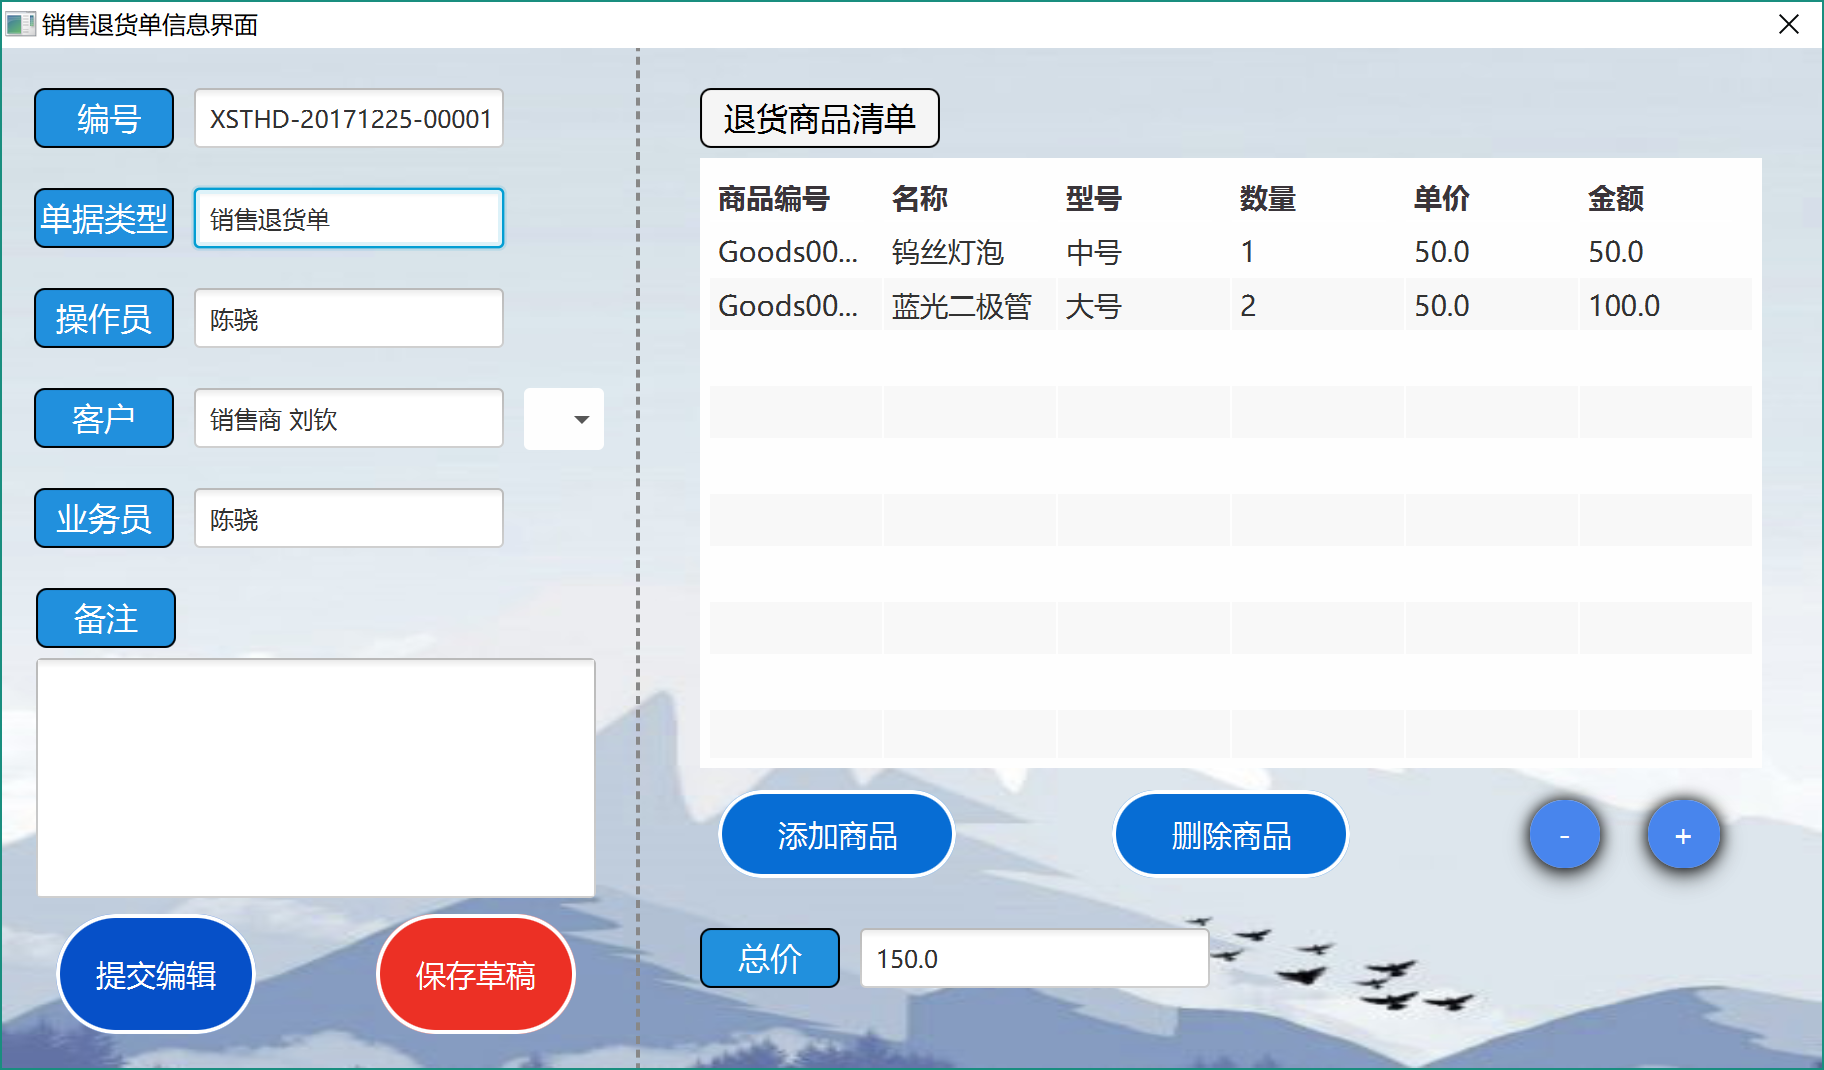 销售退货单信息界面
编号 XSTHD-20171225-00001
单据类型 销售退货单
操作员 陈骁
客户 销售商 刘钦
业务员 陈骁
备注
提交编辑 保存草稿
退货商品清单
商品编号 名称 型号 数量 单价 金额
Goods00... 钨丝灯泡 中号 1 50.0 50.0
Goods00... 蓝光二极管 大号 2 50.0 100.0
添加商品 删除商品 - +
总价 150.0